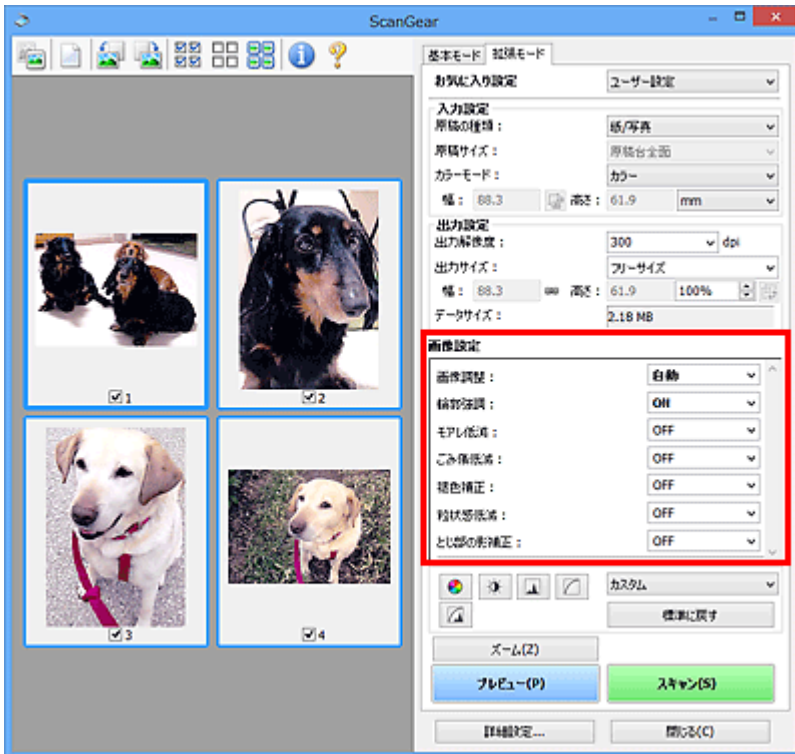 ScanGear
基本モード 拡張モード
お気に入り設定 ユーザー設定
入力設定
原稿の種類: 紙/写真
原稿サイズ: 原稿台全面
カラーモード: カラー
幅: 88.3 高さ: 61.9 mm
出力設定
出力解像度: 300 dpi
出力サイズ: フリーサイズ
幅: 88.3 高さ: 61.9 100%
データサイズ: 2.18 MB
画像設定
画像調整: 自動
輪郭強調: ON
モアレ低減: OFF
ごみ傷低減: OFF
褪色補正: OFF
粒状感低減: OFF
とじ部の影補正: OFF
カスタム
標準に戻す
1
2
3
4
ズーム(Z)
プレビュー(P) スキャン(S)
詳細設定... 閉じる(C)